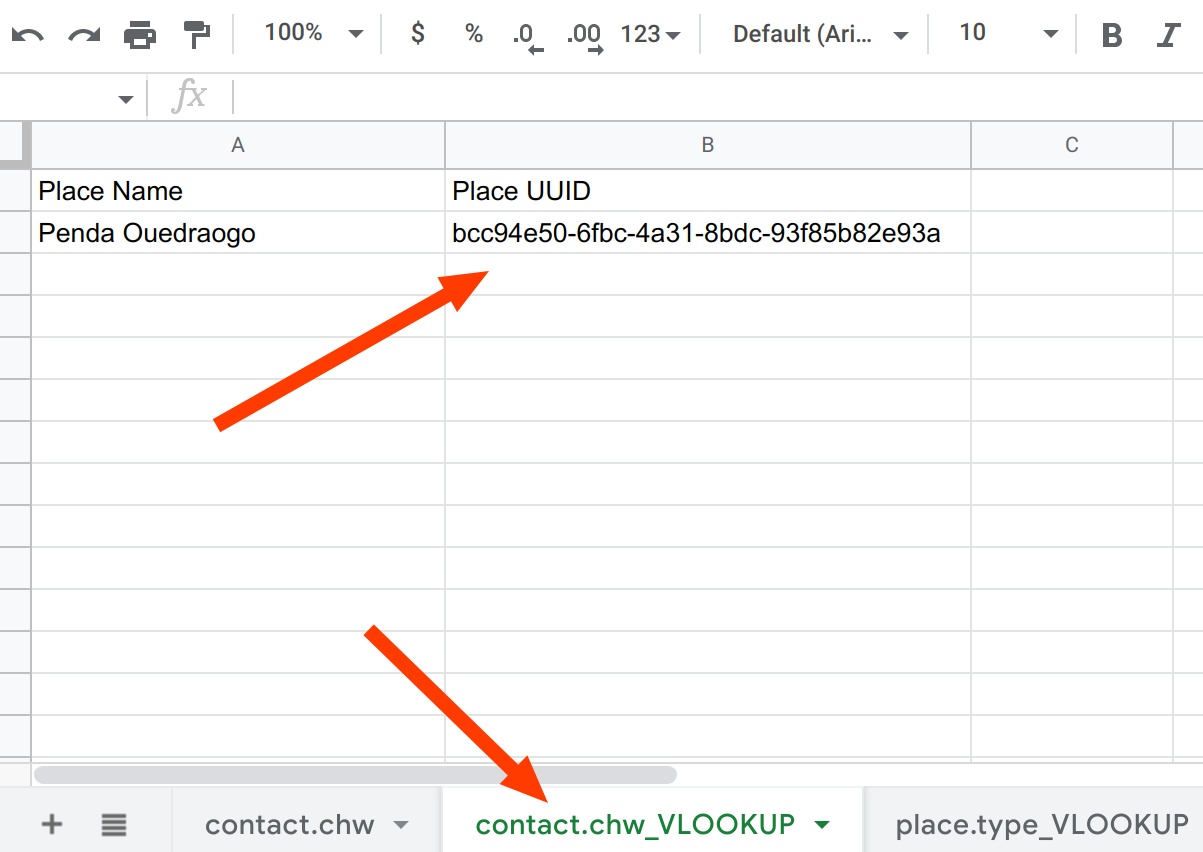 100% $ % .0 .00 123 Default (Ari... 10 B I
fx
A B C
Place Name Place UUID
Penda Ouedraogo bcc94e50-6fbc-4a31-8bdc-93f85b82e93a
+ contact.chw contact.chw_VLOOKUP place.type_VLOOKUP